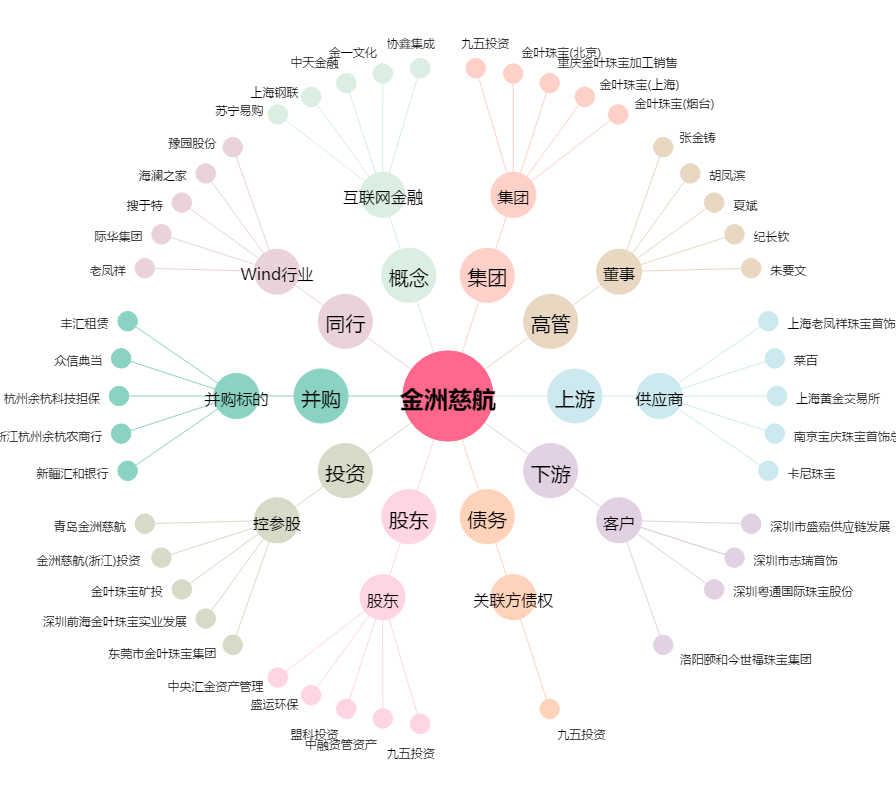 协鑫集成
九五投资
金一文化
金叶珠宝(北京)
中天金融
重庆金叶珠宝加工销售
上海钢联
金叶珠宝(上海)
苏宁易购
金叶珠宝(烟台)
豫园股份
张金铸
海澜之家
胡凤滨
互联网金融
集团
搜于特
夏斌
际华集团
纪长钦
老凤祥
Wind行业
概念
集团
董事
朱要文
丰汇租赁
同行
高管
上海老凤祥珠宝首饰
众信典当
菜百
杭州余杭科技担保
并购标的
并购
金洲慈航
上游
供应商
上海黄金交易所
浙江杭州余杭农商行
南京宝庆珠宝首饰总
新疆汇和银行
投资
下游
卡尼珠宝
青岛金洲慈航
控参股
股东
债务
客户
深圳市盛嘉供应链发展
金洲慈航(浙江)投资
深圳市志瑞首饰
金叶珠宝矿投
深圳粤通国际珠宝股份
深圳前海金叶珠宝实业发展
股东
关联方债权
东莞市金叶珠宝集团
洛阳颐和今世福珠宝集团
中央汇金资产管理
盛运环保
盟科投资
中融资管资产
九五投资
九五投资